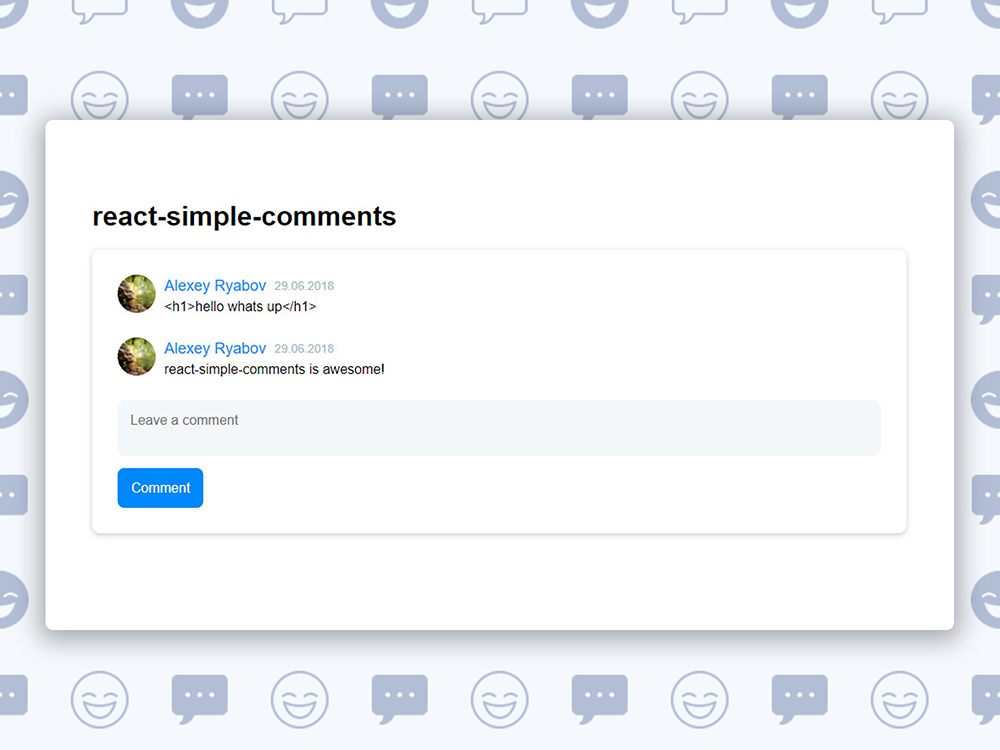 react-simple-comments
Alexey Ryabov 29.06.2018
<h1>hello whats up</h1>
Alexey Ryabov 29.06.2018
react-simple-comments is awesome!
Leave a comment
Comment